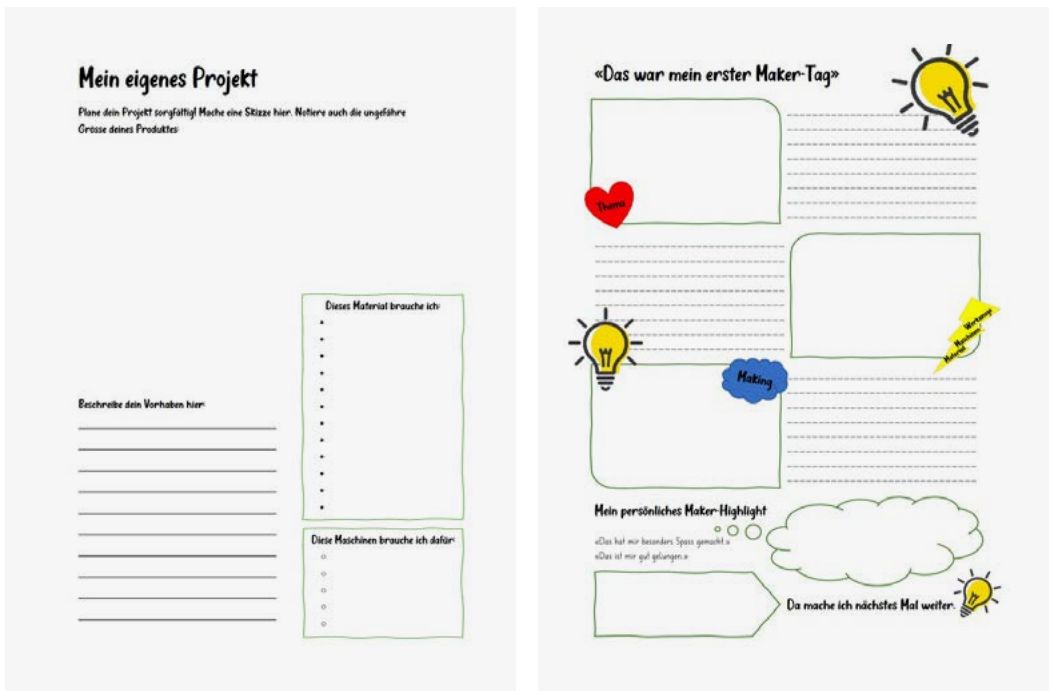 Mein eigenes Projekt
Plane dein Projekt sorgfältig! Mache eine Skizze hier. Notiere auch die ungefähre
Grösse deines Produktes:
Dieses Material brauche ich:
Beschreibe dein Vorhaben hier:
Diese Maschinen brauche ich dafür:
«Das war mein erster Maker-Tag»
Thema
Werkzeuge
Maschinen
Material
Making
Mein persönliches Maker-Highlight
«Das hat mir besonders Spass gemacht.»
«Das ist mir gut gelungen.»
Da mache ich nächstes Mal weiter: